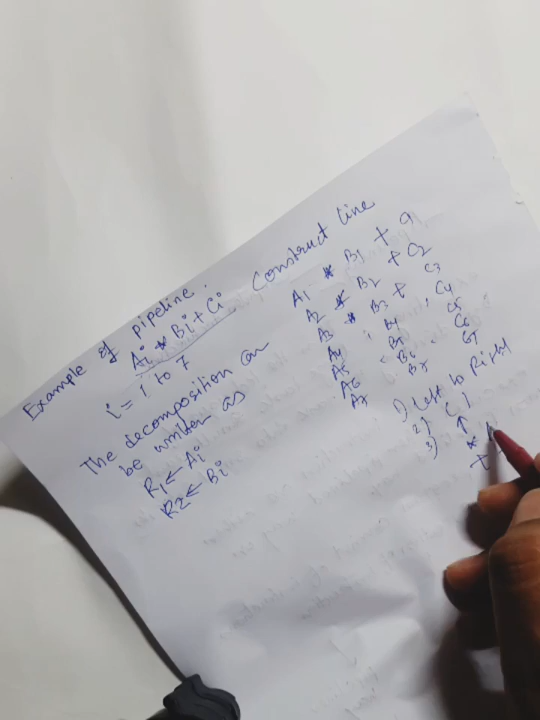 Example of pipeline.
Ai * Bi + Ci Construct line
i = 1 to 7
The decomposition can
be written as
R1 ← Ai
R2 ← Bi
A1 * B1 + C1
A2 * B2 + C2
A3 * B3 + C3
A4 " B4 " C4
A5 " B5 C5
A6 B6 " C6
A7 B7 C7
1) Left to Right
2) ( )
3) ↑
*
+